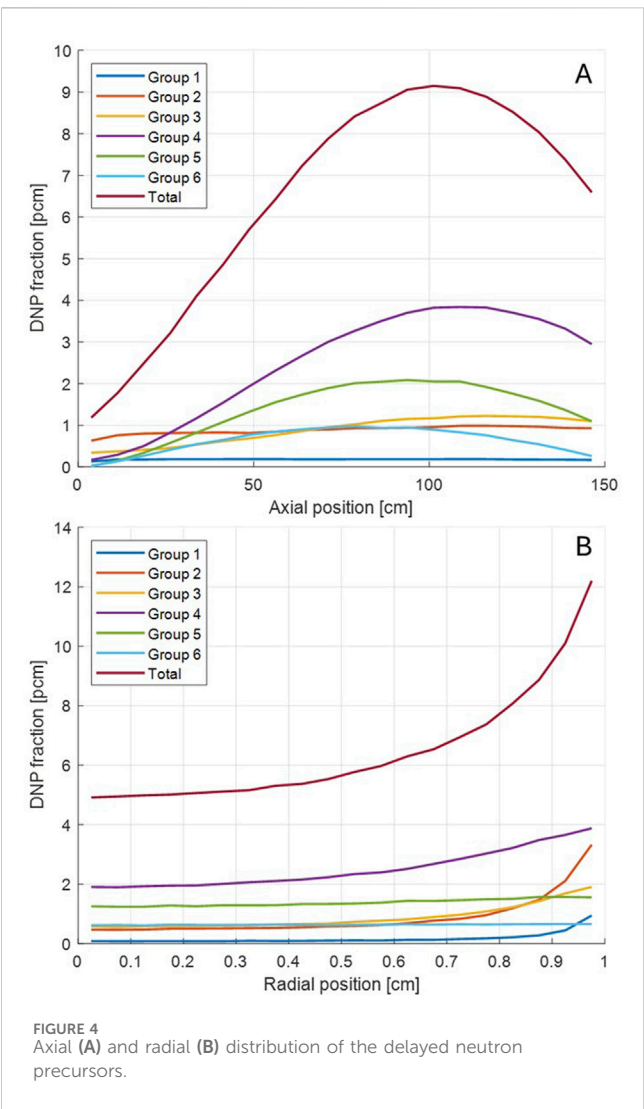 10
9
8
7
6
5
4
3
2
1
0
DNP fraction [pcm]
Group 1
Group 2
Group 3
Group 4
Group 5
Group 6
Total
A
0 50 100 150
Axial position [cm]
14
12
10
8
6
4
2
0
DNP fraction [pcm]
Group 1
Group 2
Group 3
Group 4
Group 5
Group 6
Total
B
0 0.1 0.2 0.3 0.4 0.5 0.6 0.7 0.8 0.9 1
Radial position [cm]
FIGURE 4
Axial (A) and radial (B) distribution of the delayed neutron
precursors.